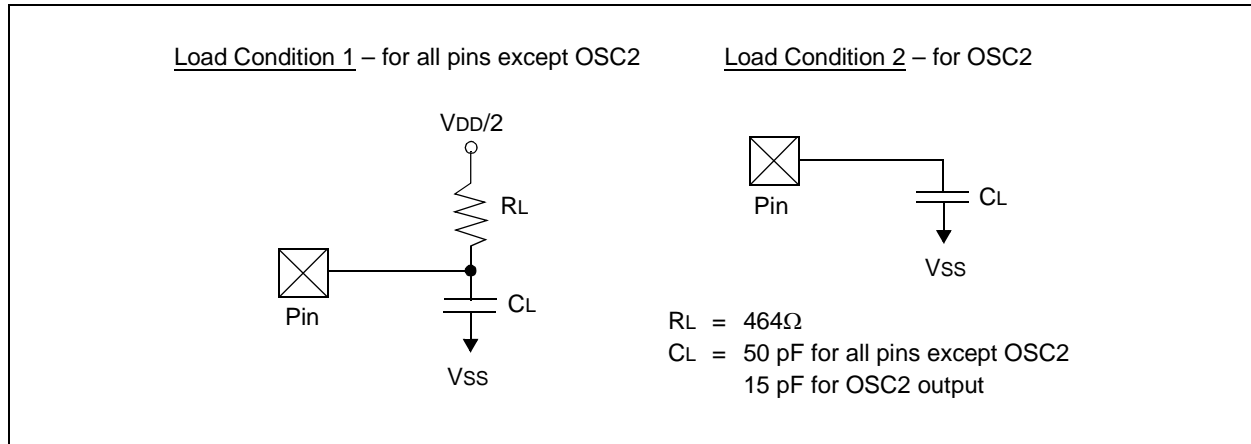 Load Condition 1 – for all pins except OSC2
Load Condition 2 – for OSC2
VDD/2
RL
Pin
CL
VSS
Pin
CL
VSS
RL = 464Ω
CL = 50 pF for all pins except OSC2
15 pF for OSC2 output